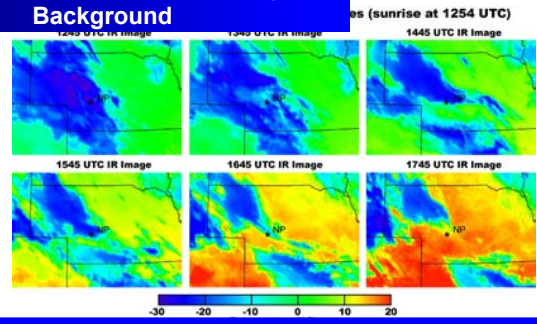 Background
es (sunrise at 1254 UTC)
1245 UTC IR Image
1345 UTC IR Image
1445 UTC IR Image
NP
NP
NP
1545 UTC IR Image
1645 UTC IR Image
1745 UTC IR Image
NP
NP
NP
-30 -20 -10 0 10 20